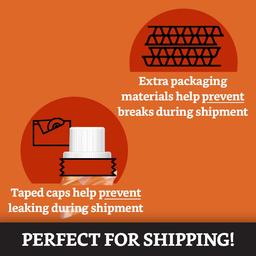 Extra packaging
materials help prevent
breaks during shipment
Taped caps help prevent
leaking during shipment
PERFECT FOR SHIPPING!